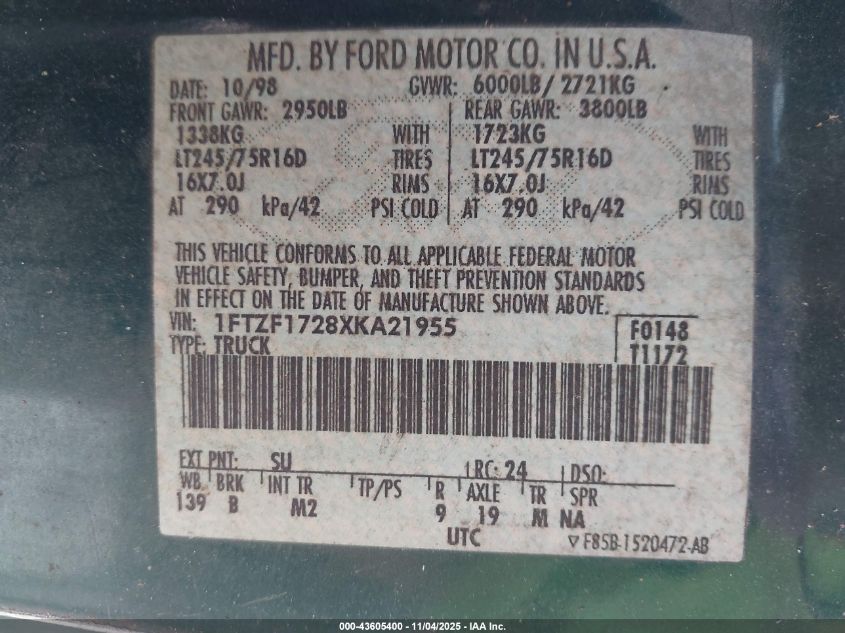 MFD. BY FORD MOTOR CO. IN U.S.A.
DATE: 10/98 GVWR: 6000LB/ 2721KG
FRONT GAWR: 2950LB REAR GAWR: 3800LB
1338KG WITH 1723KG WITH
LT245/75R16D TIRES LT245/75R16D TIRES
16X7.0J RIMS 16X7.0J RIMS
AT 290 kPa/42 PSI COLD AT 290 kPa/42 PSI COLD
THIS VEHICLE CONFORMS TO ALL APPLICABLE FEDERAL MOTOR
VEHICLE SAFETY, BUMPER, AND THEFT PREVENTION STANDARDS
IN EFFECT ON THE DATE OF MANUFACTURE SHOWN ABOVE.
VIN: 1FTZF1728XKA21955 F0148
TYPE: TRUCK T1172
EXT PNT: SU RC: 24 DSO:
WB BRK INT TR TP/PS R AXLE TR SPR
139 B M2 9 19 M NA
UTC F85B-1520472-AB
000-43605400 - 11/04/2025 - IAA Inc.